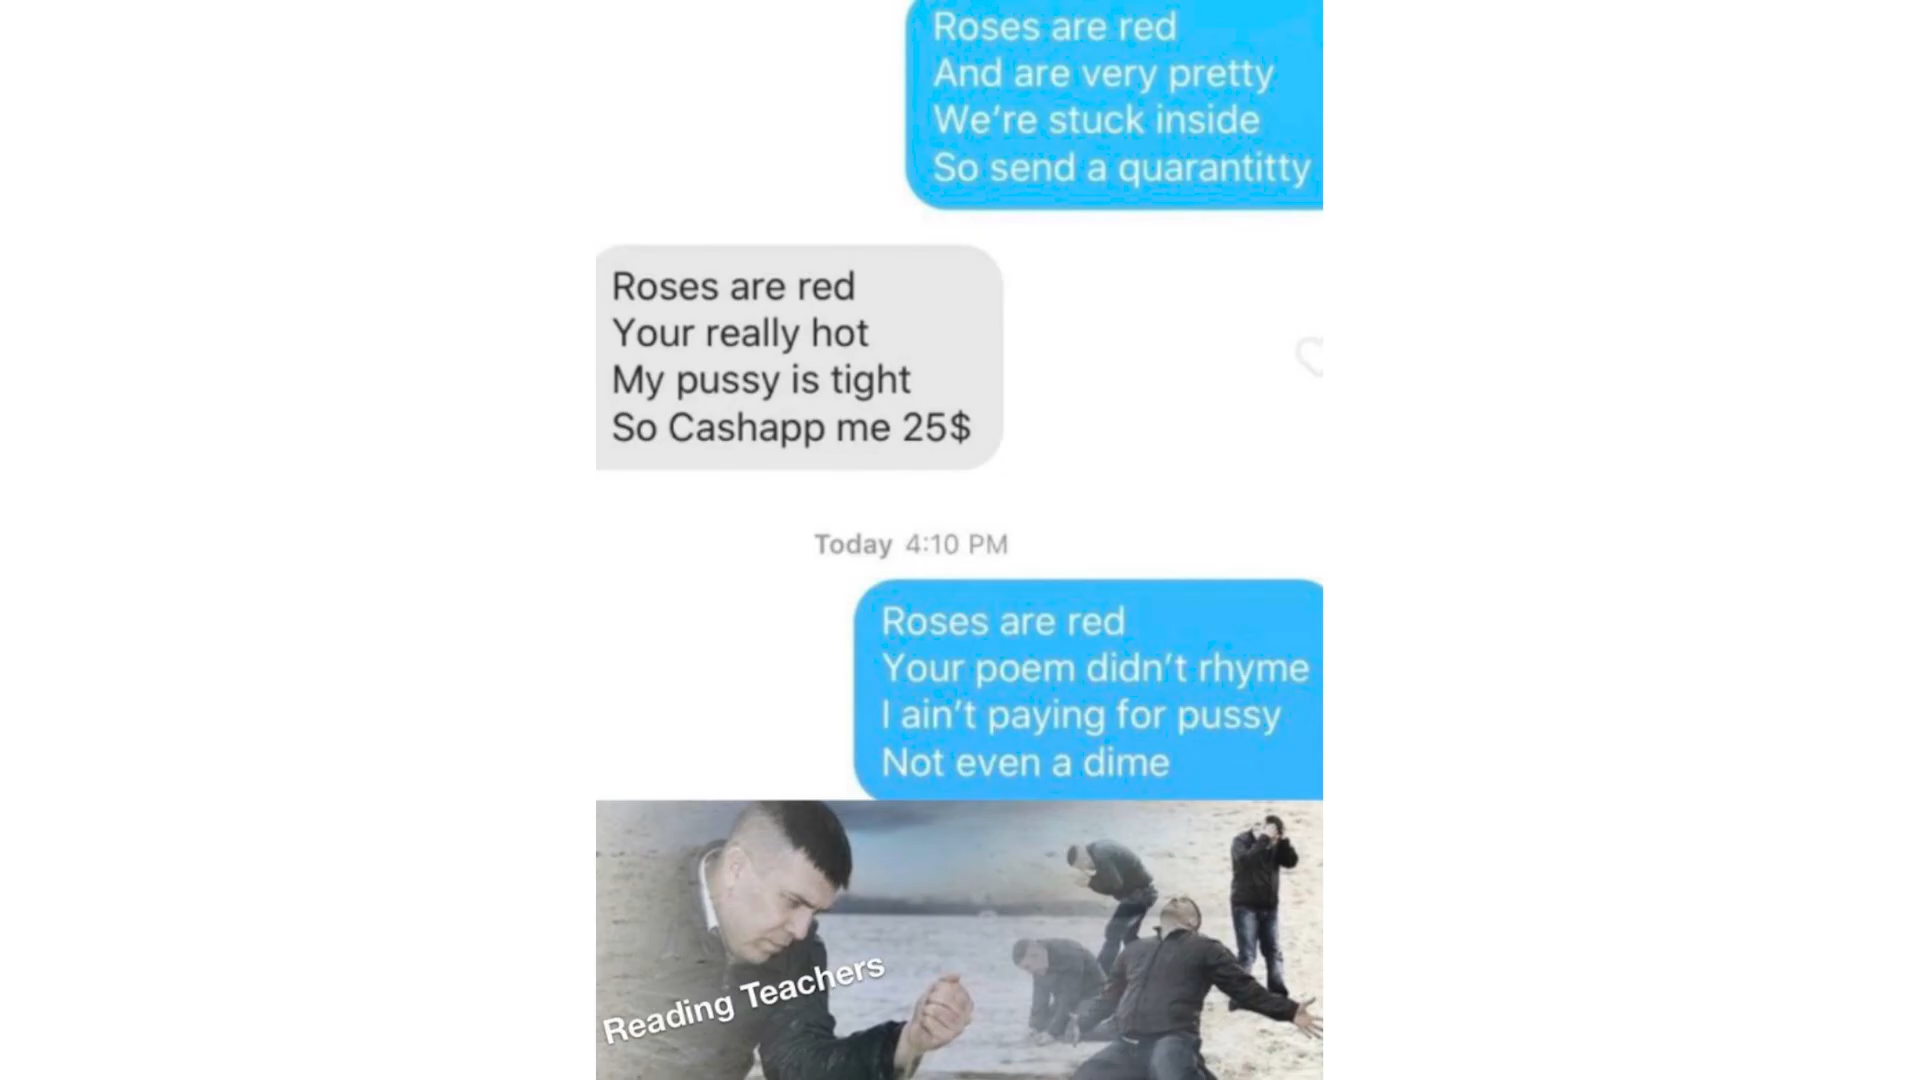 Roses are red
And are very pretty
We're stuck inside
So send a quarantitty
Roses are red
Your really hot
My pussy is tight
So Cashapp me 25$
Today 4:10 PM
Roses are red
Your poem didn't rhyme
I ain't paying for pussy
Not even a dime
Reading Teachers